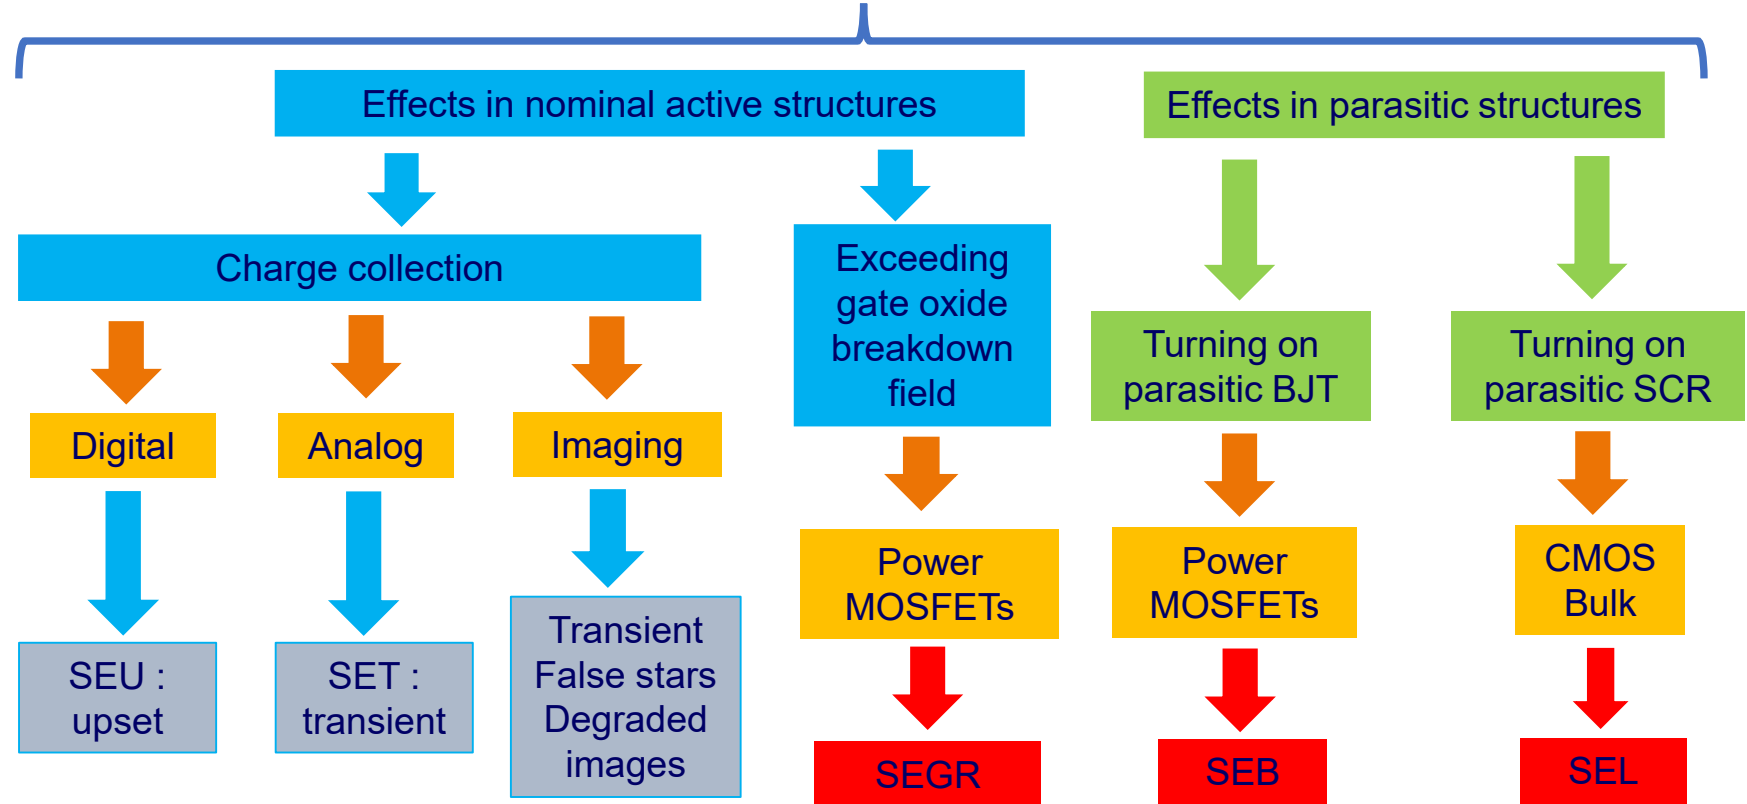 Effects in nominal active structures
Effects in parasitic structures
Charge collection
Exceeding
gate oxide
breakdown
field
Turning on
parasitic BJT
Turning on
parasitic SCR
Digital
Analog
Imaging
Power
MOSFETs
Power
MOSFETs
CMOS
Bulk
SEU :
upset
SET :
transient
Transient
False stars
Degraded
images
SEGR
SEB
SEL